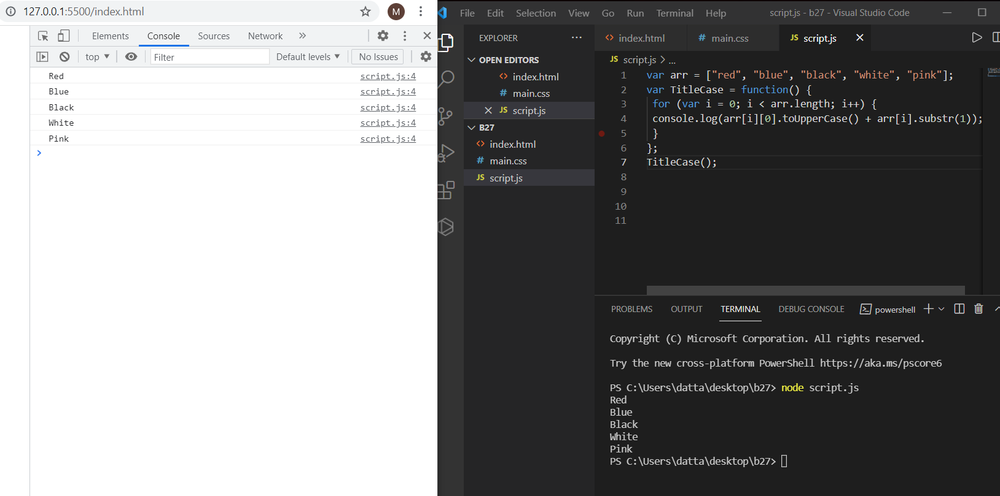 127.0.0.1:5500/index.html
M
Elements Console Sources Network
top Filter Default levels No Issues
Red script.js:4
Blue script.js:4
Black script.js:4
White script.js:4
Pink script.js:4
File Edit Selection View Go Run Terminal Help script.js - b27 - Visual Studio Code
EXPLORER
OPEN EDITORS
<> index.html
# main.css
JS script.js
B27
<> index.html
# main.css
JS script.js
<> index.html # main.css JS script.js
JS script.js > ...
1 var arr = ["red", "blue", "black", "white", "pink"];
2 var TitleCase = function() {
3 for (var i = 0; i < arr.length; i++) {
4 console.log(arr[i][0].toUpperCase() + arr[i].substr(1));
5 }
6 };
7 TitleCase();
8
9
10
11
PROBLEMS OUTPUT TERMINAL DEBUG CONSOLE powershell
Copyright (C) Microsoft Corporation. All rights reserved.
Try the new cross-platform PowerShell https://aka.ms/pscore6
PS C:\Users\datta\desktop\b27> node script.js
Red
Blue
Black
White
Pink
PS C:\Users\datta\desktop\b27>